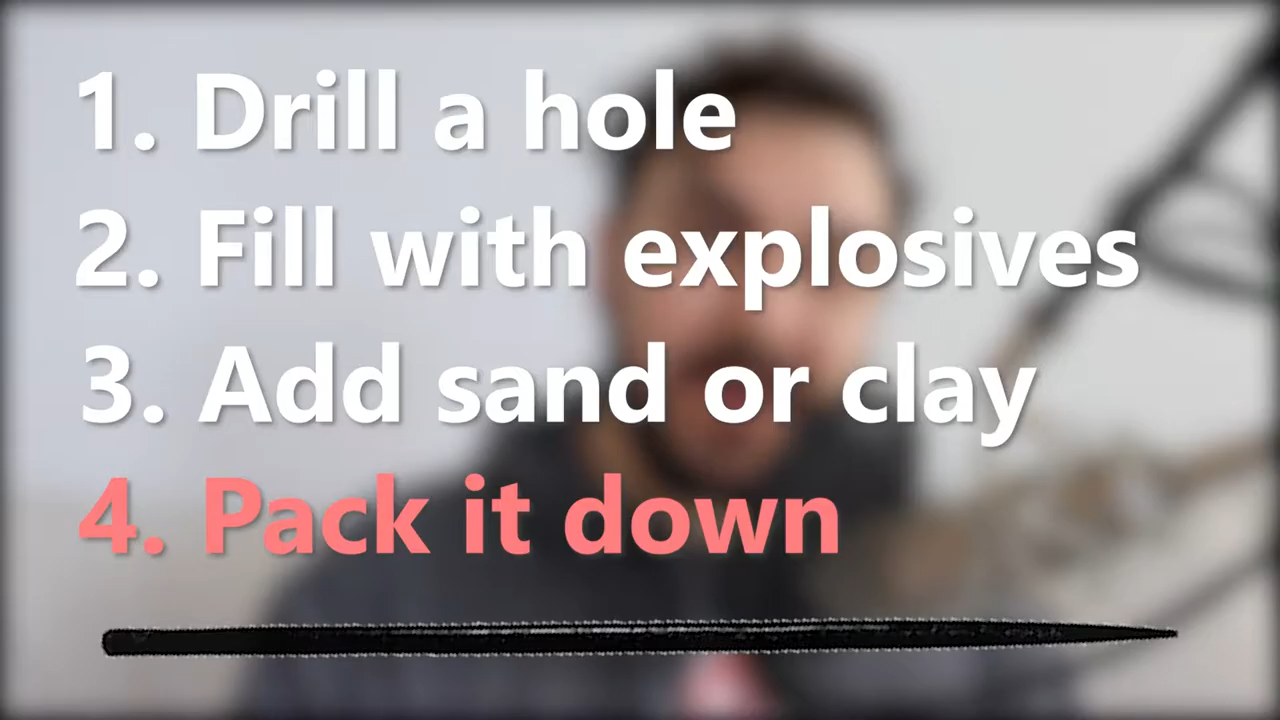 1. Drill a hole
2. Fill with explosives
3. Add sand or clay
4. Pack it down